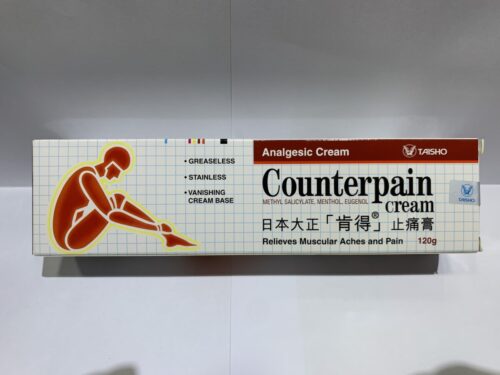 • GREASELESS
• STAINLESS
• VANISHING
CREAM BASE
Analgesic Cream
TAISHO
Counterpain
METHYL SALICYLATE, MENTHOL, EUGENOL
cream
TAISHO
日本大正「肯得®」止痛膏
Relieves Muscular Aches and Pain 120g